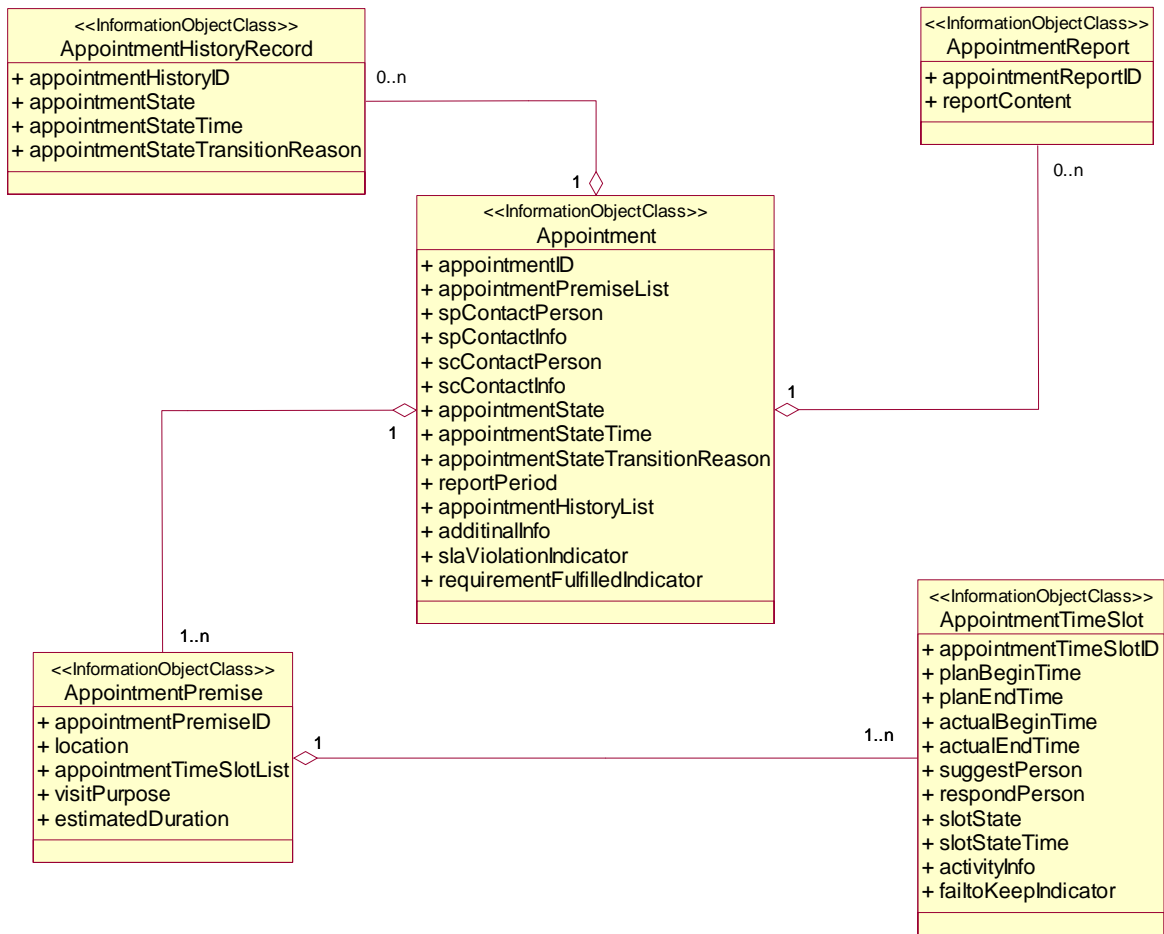 <<InformationObjectClass>>
AppointmentHistoryRecord
+ appointmentHistoryID
+ appointmentState
+ appointmentStateTime
+ appointmentStateTransitionReason
0..n
1
<<InformationObjectClass>>
AppointmentReport
+ appointmentReportID
+ reportContent
0..n
<<InformationObjectClass>>
Appointment
+ appointmentID
+ appointmentPremiseList
+ spContactPerson
+ spContactInfo
+ scContactPerson
+ scContactInfo
+ appointmentState
+ appointmentStateTime
+ appointmentStateTransitionReason
+ reportPeriod
+ appointmentHistoryList
+ additinalInfo
+ slaViolationIndicator
+ requirementFulfilledIndicator
1
1
1..n
<<InformationObjectClass>>
AppointmentPremise
+ appointmentPremiseID
+ location
+ appointmentTimeSlotList
+ visitPurpose
+ estimatedDuration
1
1..n
<<InformationObjectClass>>
AppointmentTimeSlot
+ appointmentTimeSlotID
+ planBeginTime
+ planEndTime
+ actualBeginTime
+ actualEndTime
+ suggestPerson
+ respondPerson
+ slotState
+ slotStateTime
+ activityInfo
+ failtoKeepIndicator